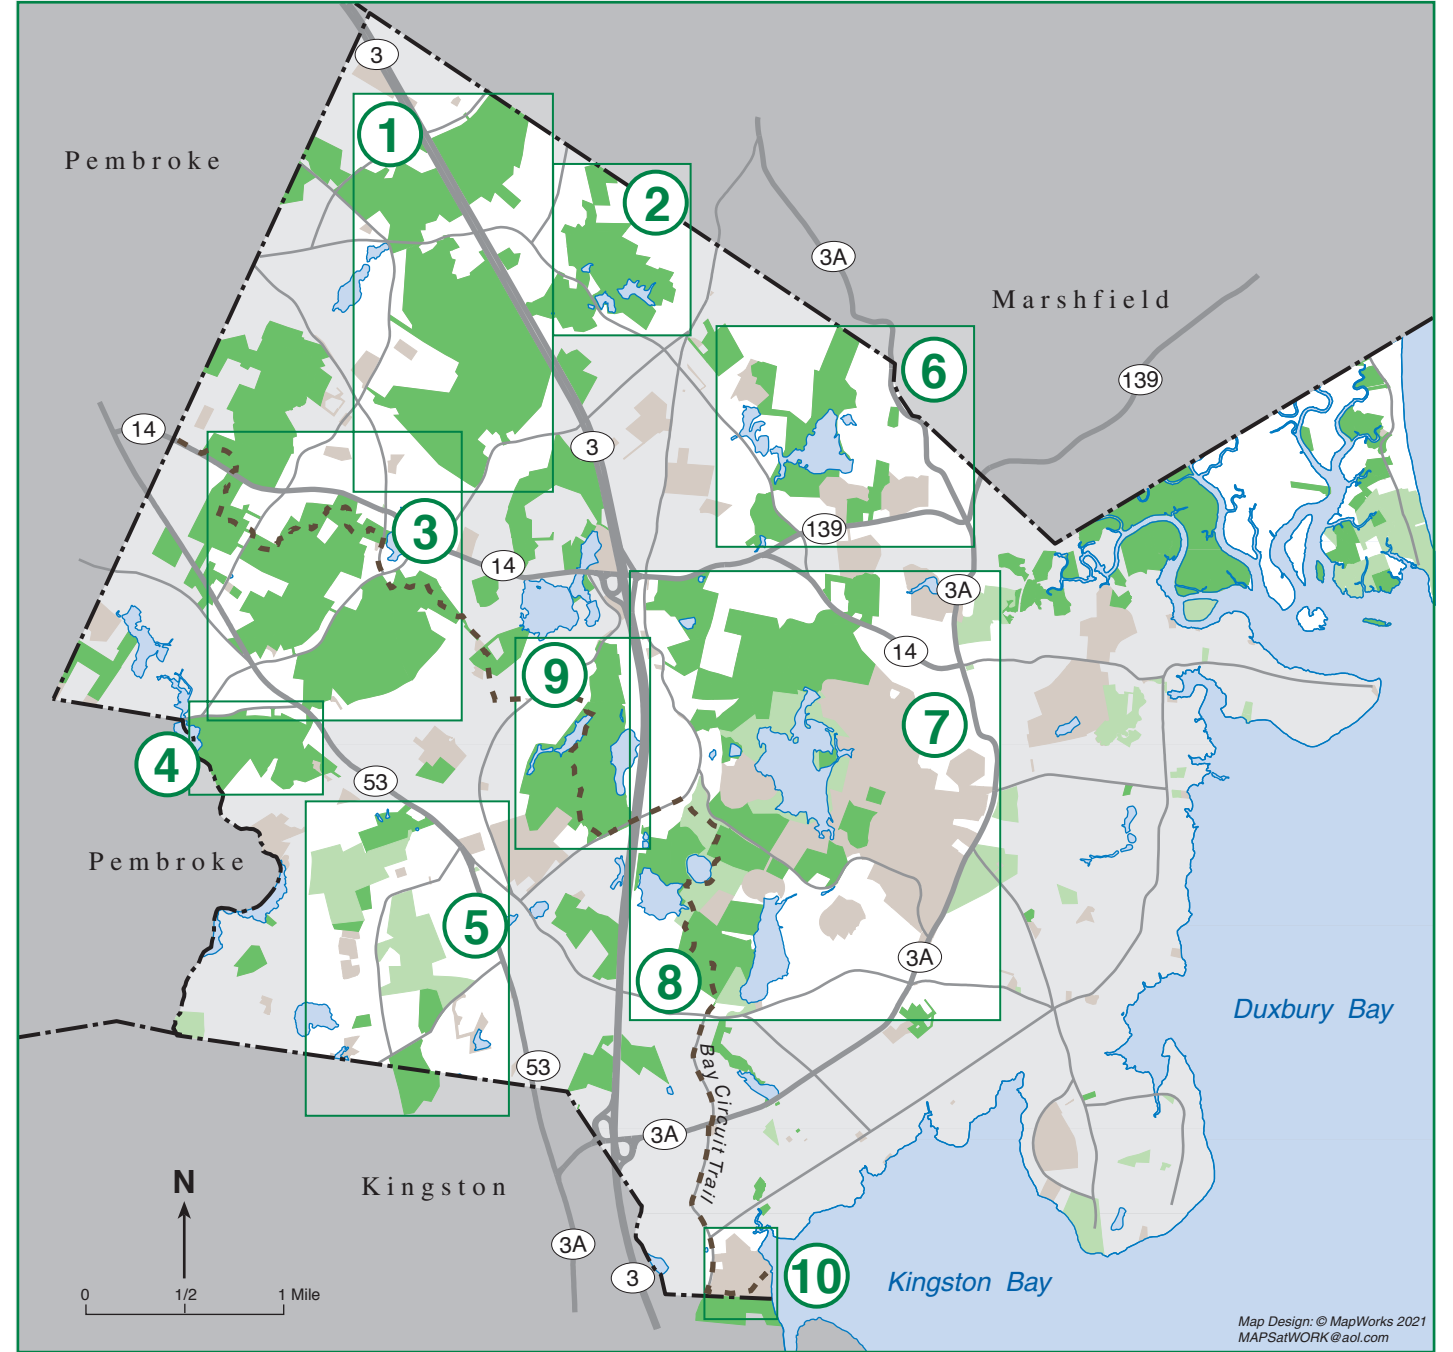 3
1
Pembroke
2
3A
Marshfield
6
139
14
3
3
139
14
3A
14
9
7
4
53
Pembroke
5
3A
8
Duxbury Bay
53
Bay Circuit Trail
3A
N
Kingston
3A
3
10
Kingston Bay
0 1/2 1 Mile
Map Design: © MapWorks 2021
MAPSatWORK@aol.com